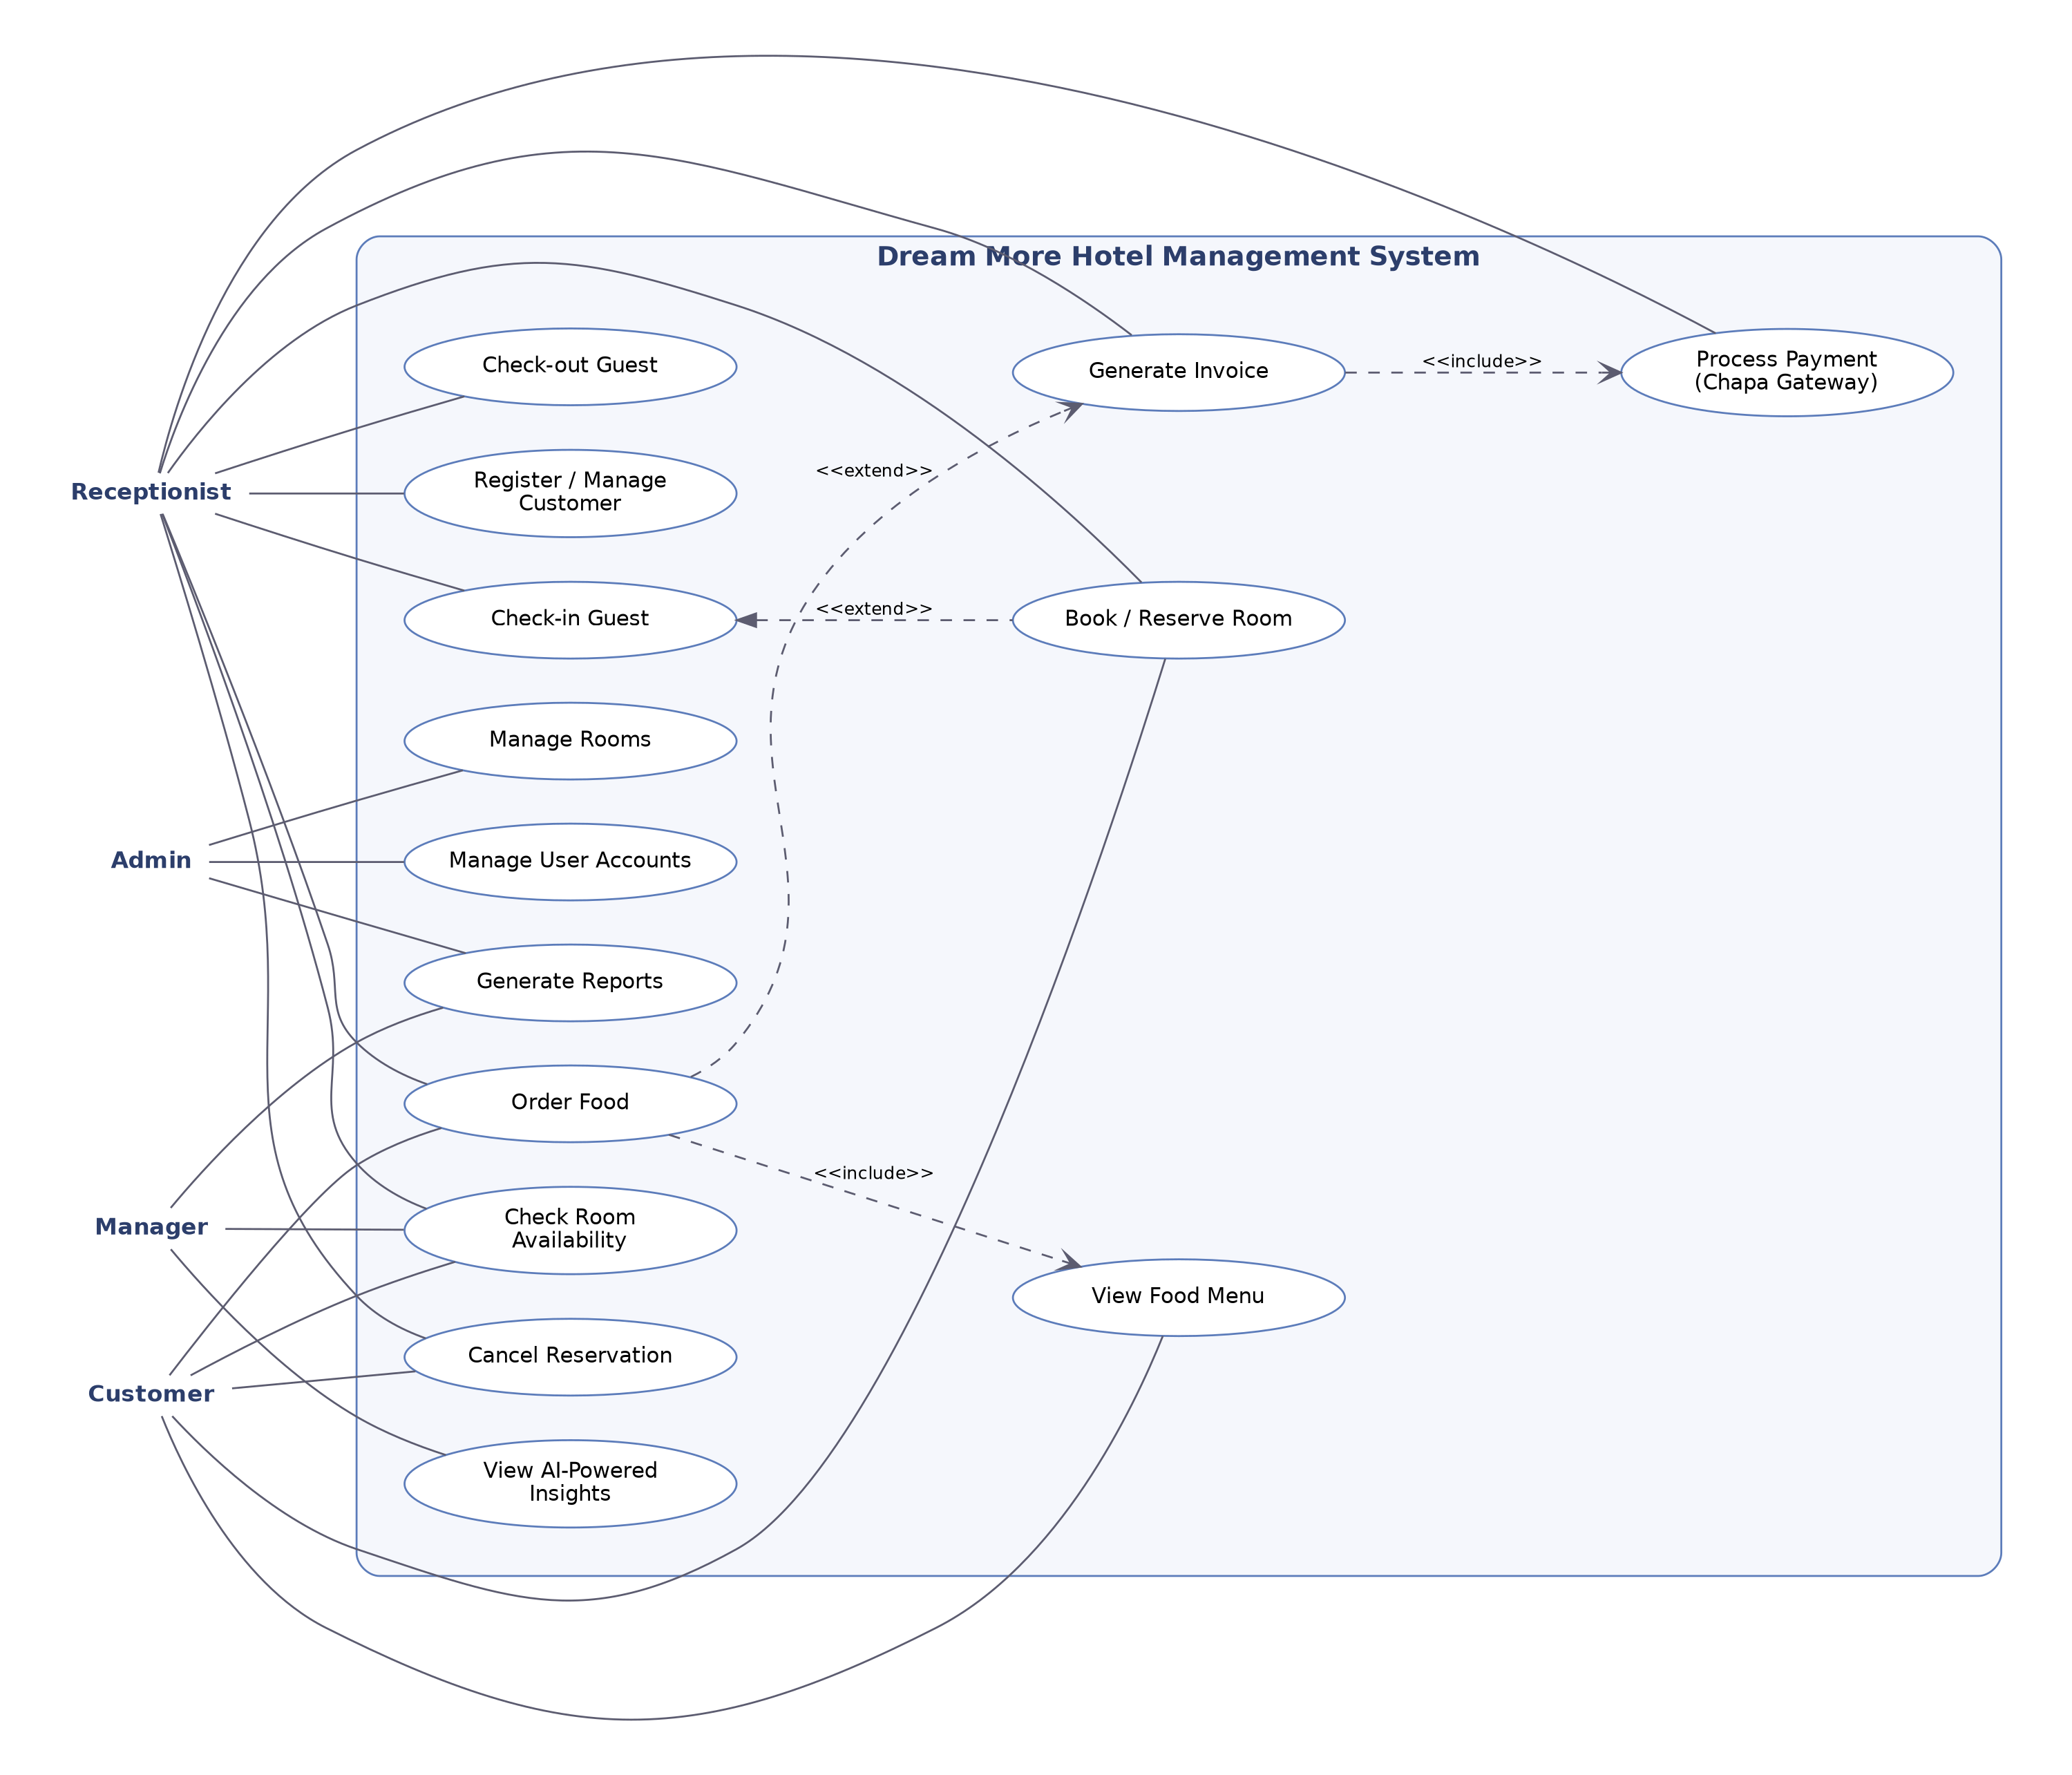 Dream More Hotel Management System
Receptionist
Admin
Manager
Customer
Check-out Guest
Register / Manage
Customer
Check-in Guest
Manage Rooms
Manage User Accounts
Generate Reports
Order Food
Check Room
Availability
Cancel Reservation
View AI-Powered
Insights
<<extend>>
<<extend>>
<<include>>
Generate Invoice
Book / Reserve Room
View Food Menu
<<include>>
Process Payment
(Chapa Gateway)